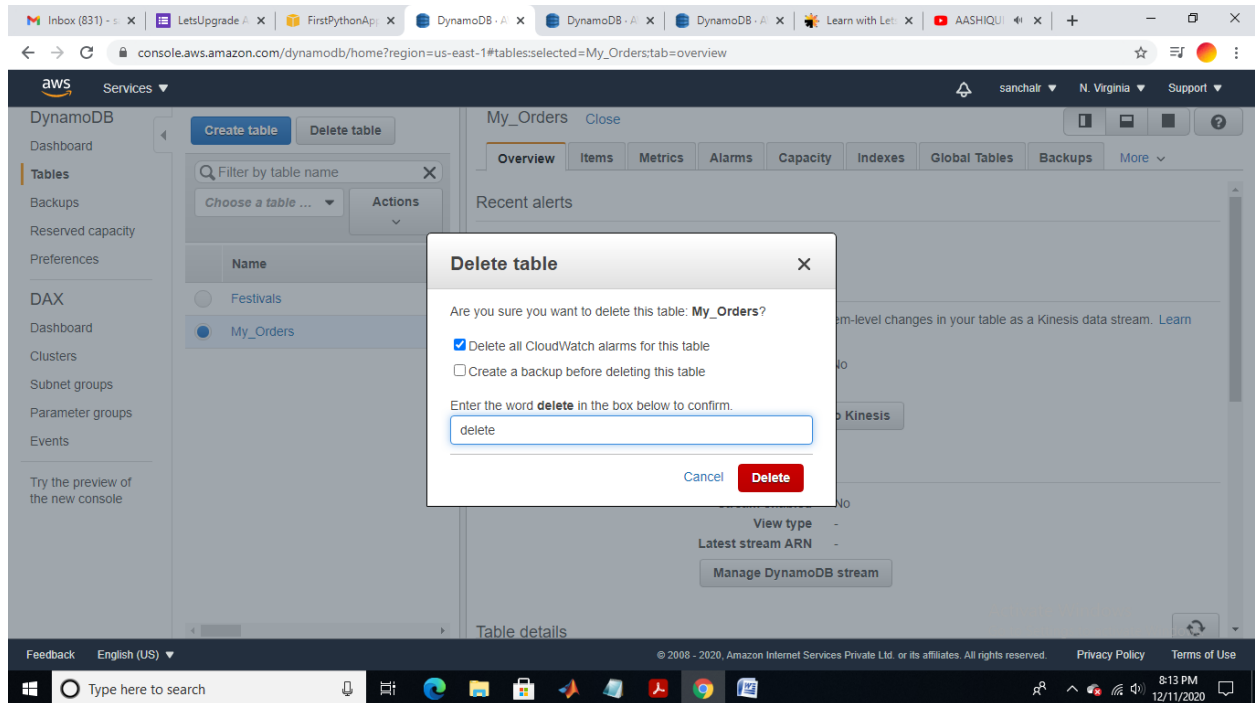 Inbox (831) - s
LetsUpgrade A
FirstPythonApp
DynamoDB · A
DynamoDB · A
DynamoDB · A
Learn with Lets
AASHIQUI
console.aws.amazon.com/dynamodb/home?region=us-east-1#tables:selected=My_Orders;tab=overview
aws
Services
sanchalr
N. Virginia
Support
DynamoDB
Dashboard
Tables
Backups
Reserved capacity
Preferences
DAX
Dashboard
Clusters
Subnet groups
Parameter groups
Events
Try the preview of
the new console
Create table
Delete table
Filter by table name
Choose a table ...
Actions
Name
Festivals
My_Orders
My_Orders Close
Overview
Items
Metrics
Alarms
Capacity
Indexes
Global Tables
Backups
More
Recent alerts
Delete table
Are you sure you want to delete this table: My_Orders?
Delete all CloudWatch alarms for this table
Create a backup before deleting this table
Enter the word delete in the box below to confirm.
delete
Cancel
Delete
em-level changes in your table as a Kinesis data stream. Learn
No
Kinesis
No
View type -
Latest stream ARN -
Manage DynamoDB stream
Table details
Feedback
English (US)
© 2008 - 2020, Amazon Internet Services Private Ltd. or its affiliates. All rights reserved.
Privacy Policy
Terms of Use
Type here to search
8:13 PM
12/11/2020